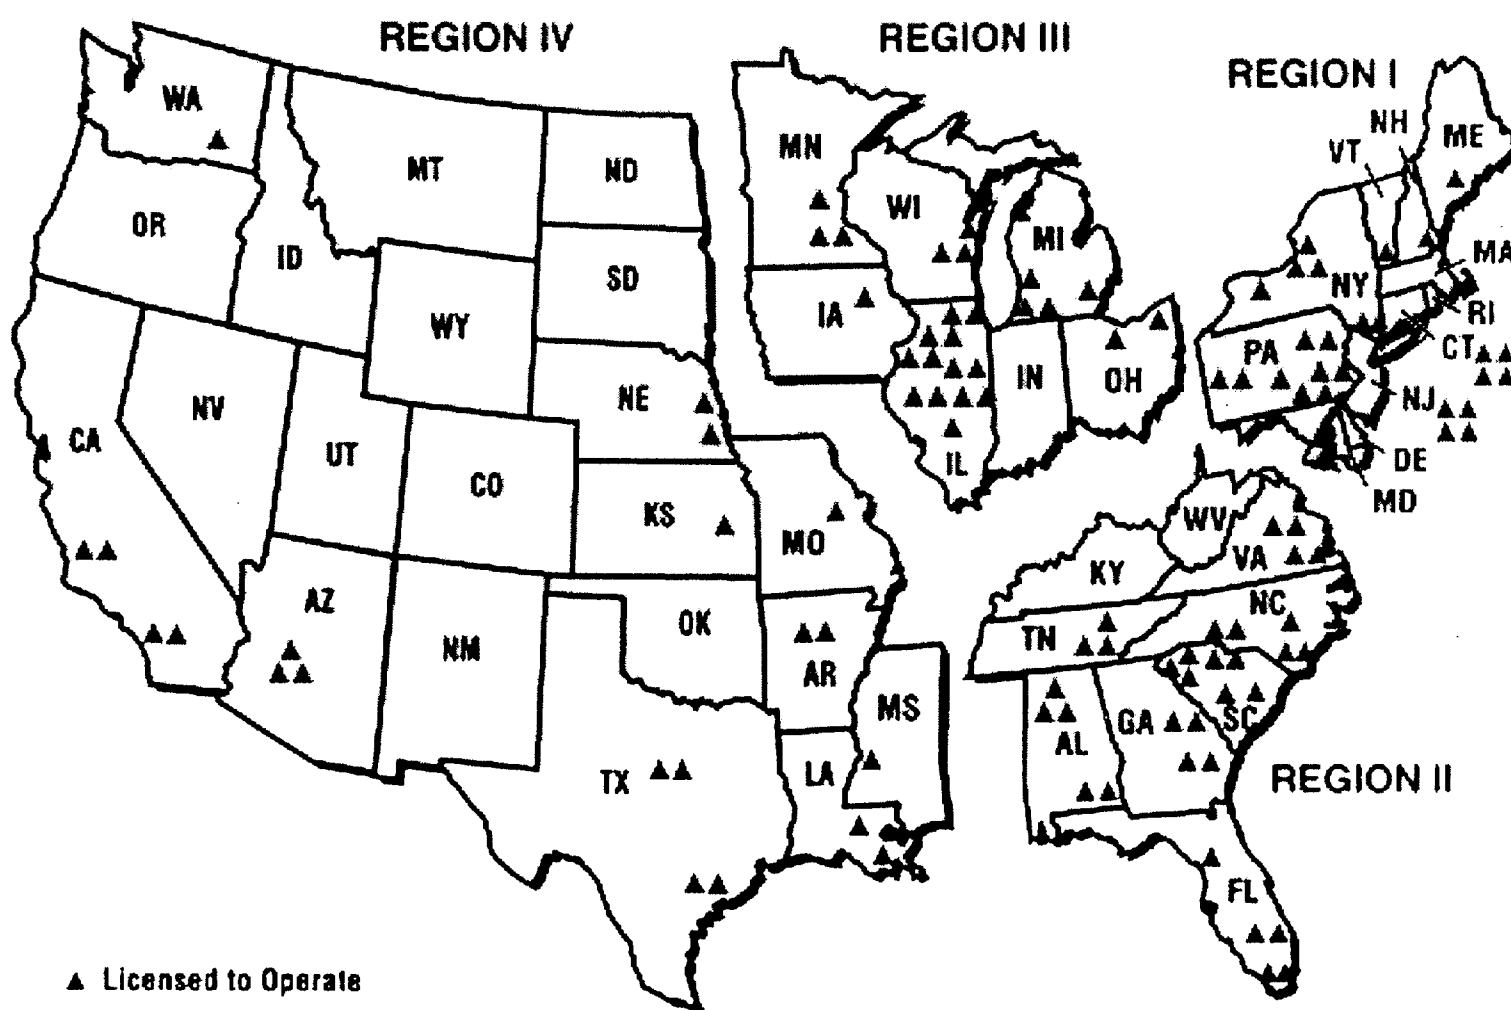 REGION IV
REGION III
REGION I
WA
MT
ND
OR
ID
SD
WY
NE
NV
UT
CA
CO
KS
AZ
NM
OK
TX
MN
WI
MI
IA
IL
IN
OH
MO
AR
LA
MS
NH
VT
ME
MA
NY
RI
CT
PA
NJ
DE
MD
WV
VA
KY
NC
TN
SC
GA
AL
FL
REGION II
▲ Licensed to Operate